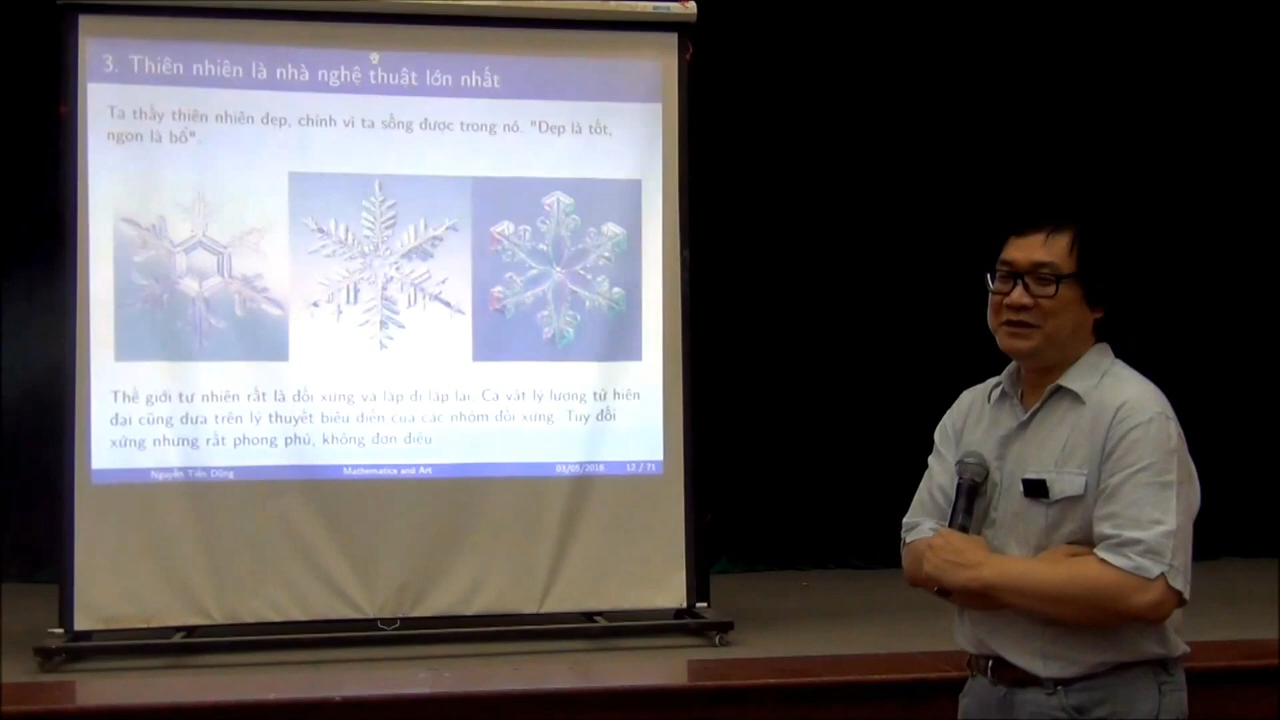 3. Thiên nhiên là nhà nghệ thuật lớn nhất
Ta thấy thiên nhiên đẹp, chính vì ta sống được trong nó. "Đẹp là tốt,
ngon là bổ".
Thế giới tự nhiên rất là đối xứng và lặp đi lặp lại. Cả vật lý lượng tử hiện
đại cũng dựa trên lý thuyết biểu diễn của các nhóm đối xứng. Tuy đối
xứng nhưng rất phong phú, không đơn điệu
Nguyễn Tiến Dũng
Mathematics and Art
03/05/2016
12 / 71